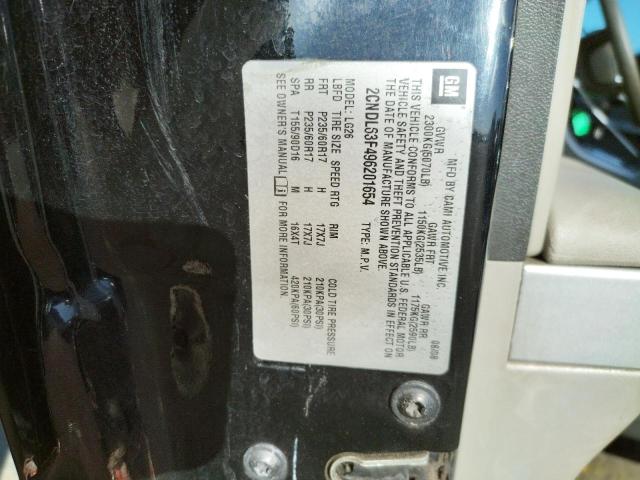 GM
MFD BY CAMI AUTOMOTIVE INC. 08/08
GVWR GAWR FRT GAWR RR
2300KG(5070LB) 1150KG(2535LB) 1175KG(2590LB)
THIS VEHICLE CONFORMS TO ALL APPLICABLE U.S. FEDERAL MOTOR
VEHICLE SAFETY AND THEFT PREVENTION STANDARDS IN EFFECT ON
THE DATE OF MANUFACTURE SHOWN ABOVE.
2CNDL63F496201654 TYPE: M.P.V.
MODEL: LG26
LBFD TIRE SIZE SPEED RTG RIM COLD TIRE PRESSURE
FRT P235/60R17 H 17X7J 210KPA(30PSI)
RR P235/60R17 H 17X7J 210KPA(30PSI)
SPA T155/90D16 M 16X4T 420KPA(60PSI)
SEE OWNER'S MANUAL FOR MORE INFORMATION.